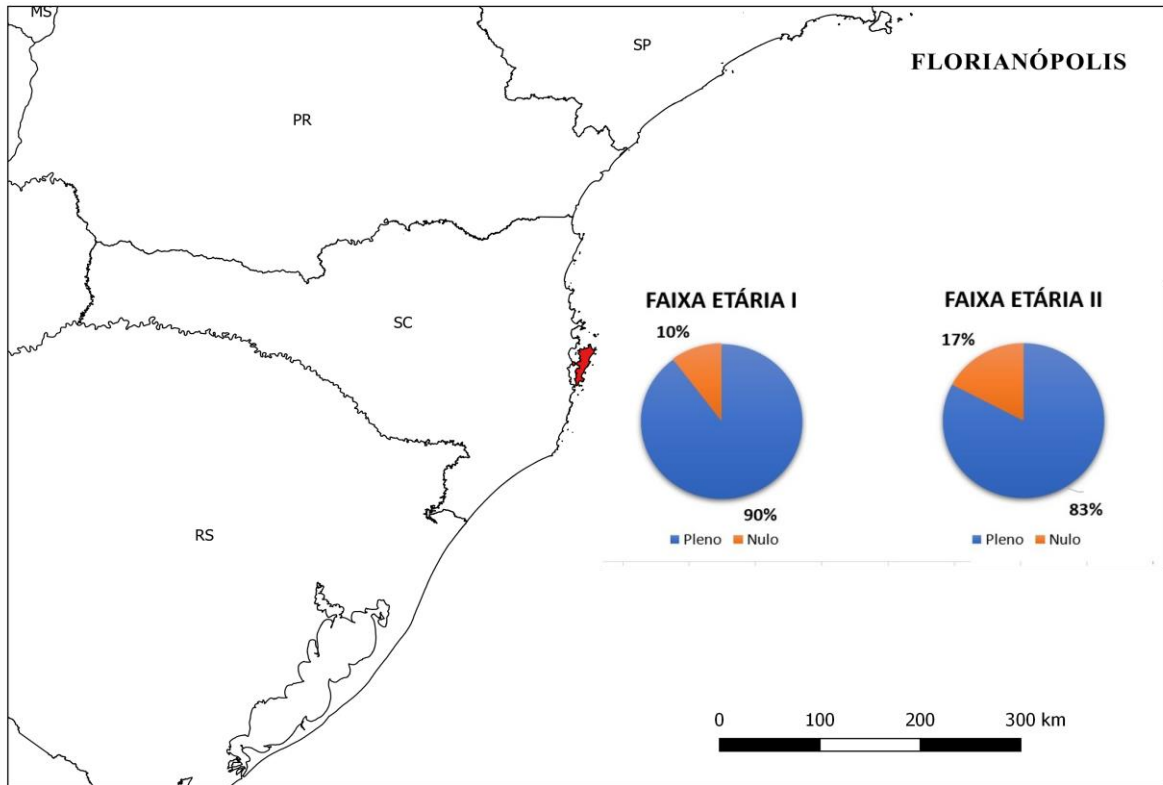 MS
SP
FLORIANÓPOLIS
PR
SC
RS
FAIXA ETÁRIA I
10%
90%
Pleno Nulo
FAIXA ETÁRIA II
17%
83%
Pleno Nulo
0 100 200 300 km